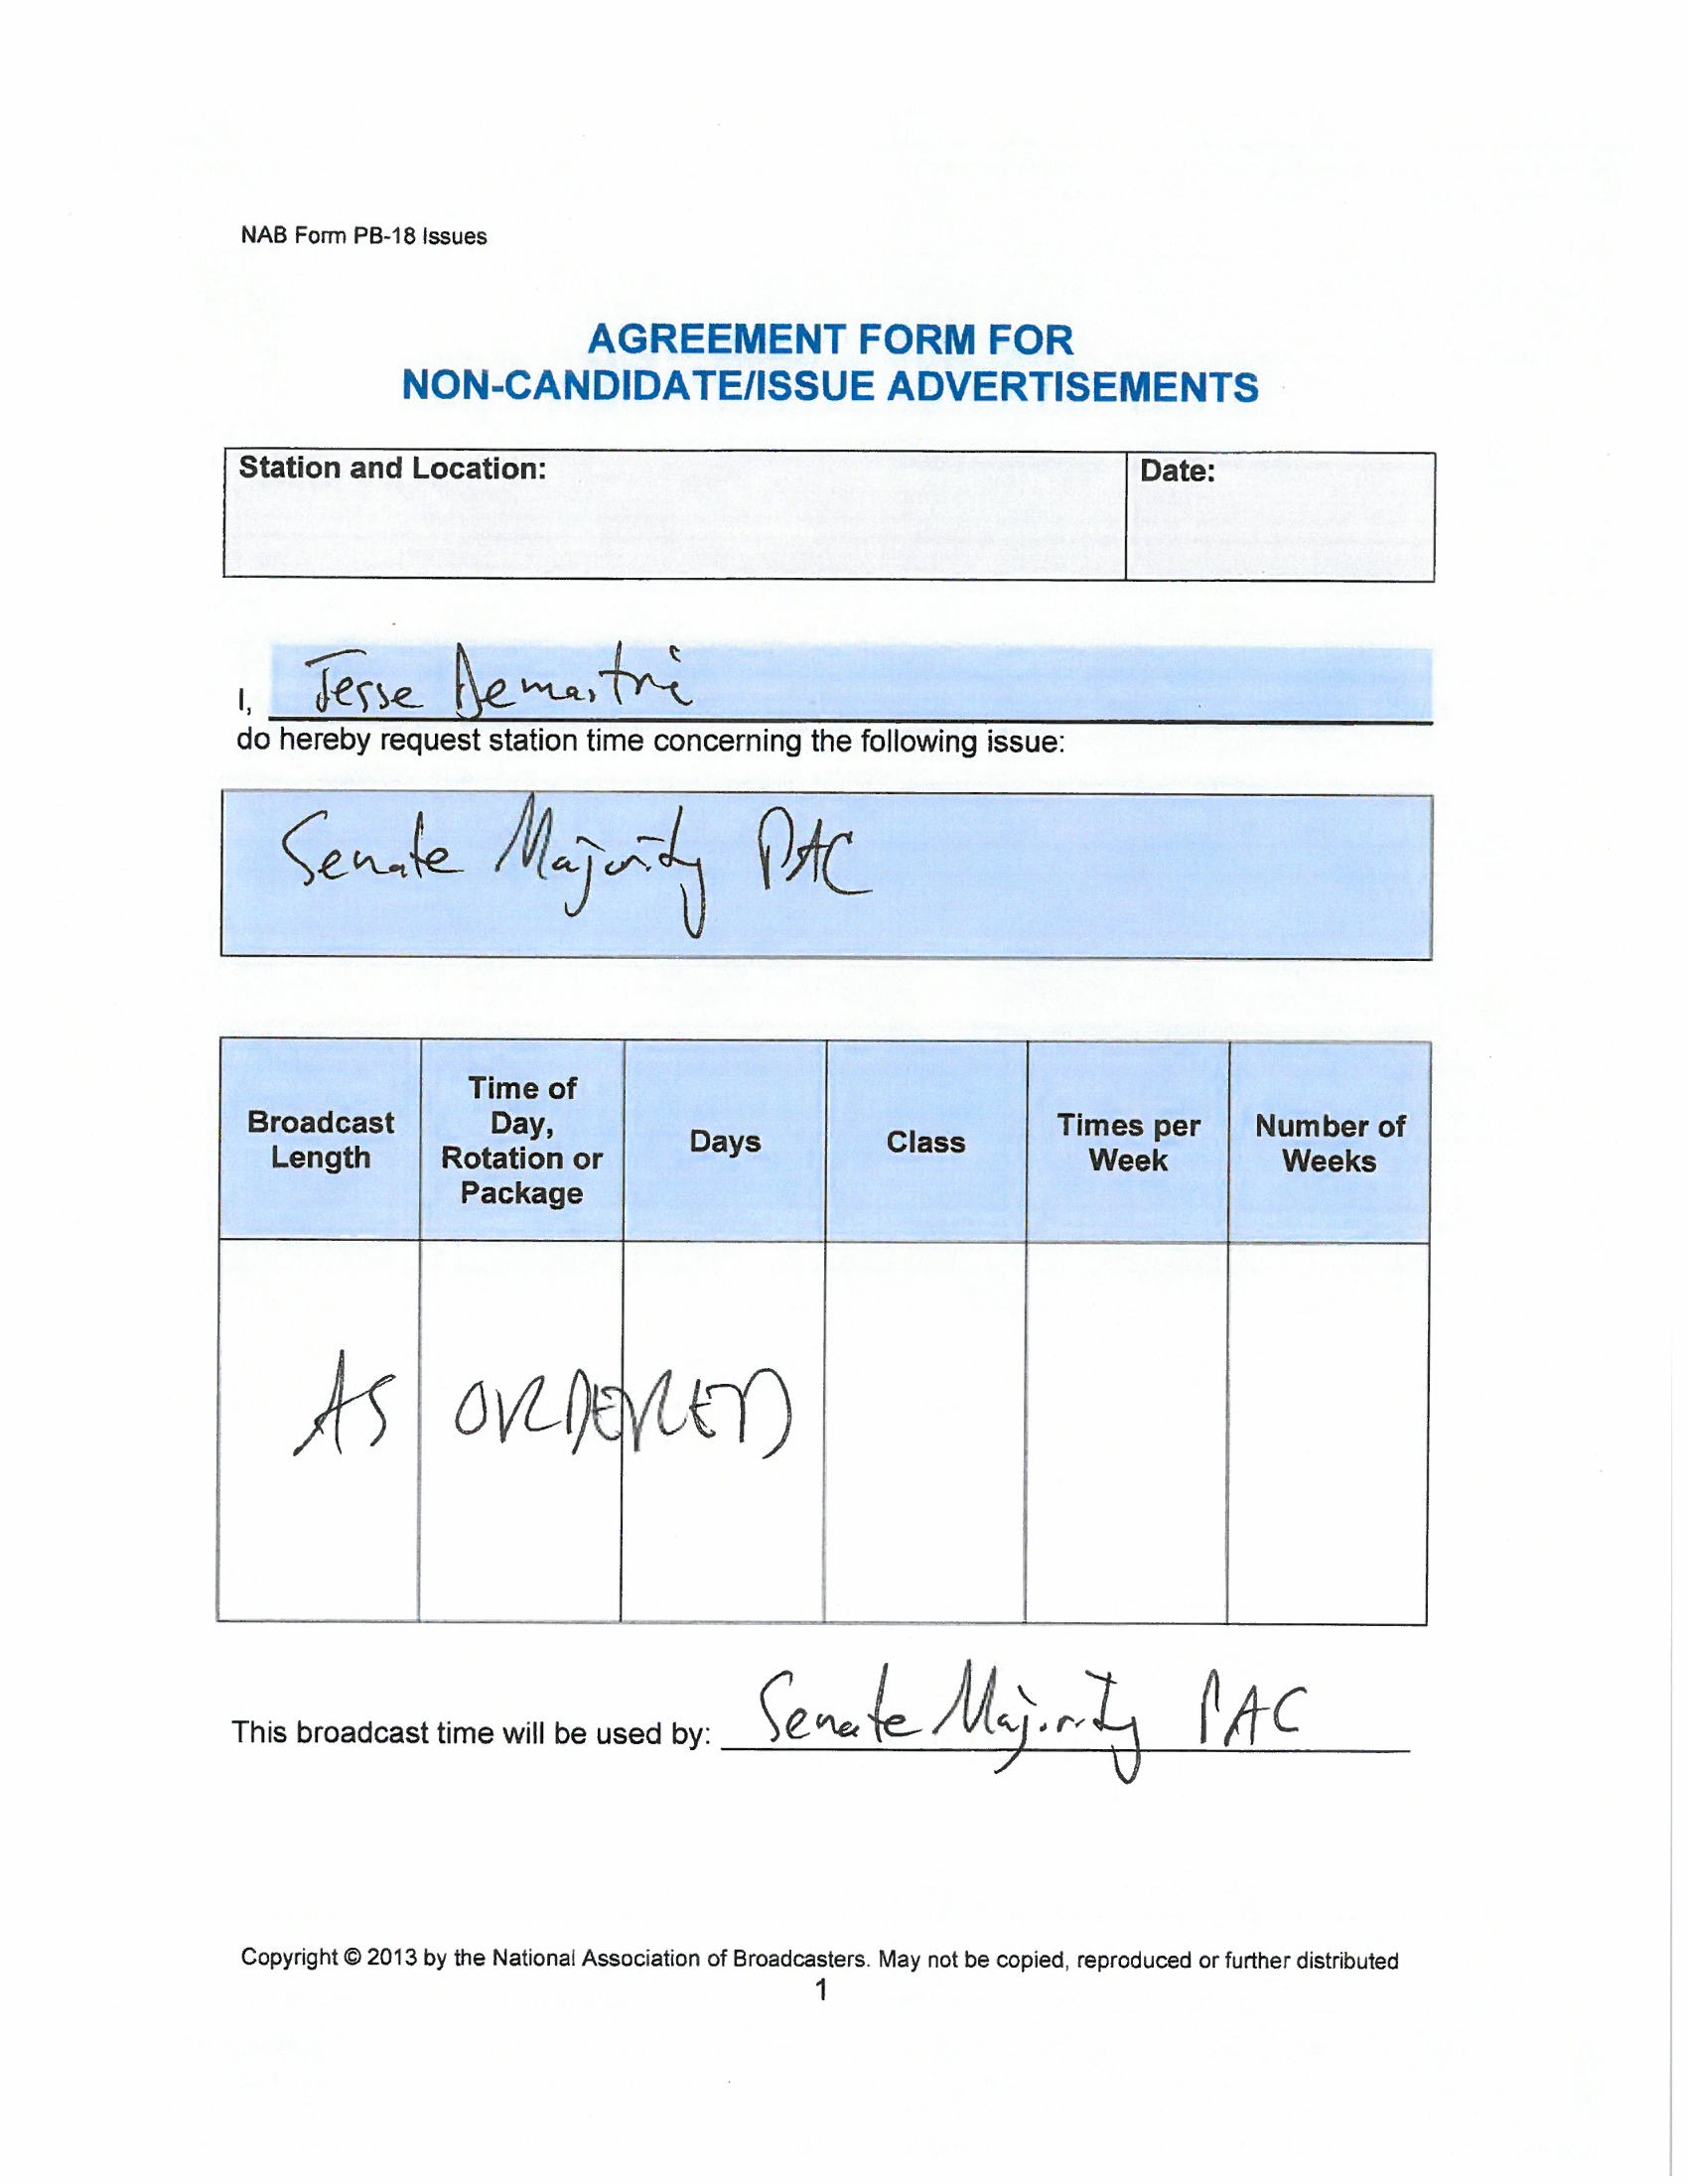 NAB Form PB-18 Issues
AGREEMENT FORM FOR
NON-CANDIDATE/ISSUE ADVERTISEMENTS
Station and Location:
Date:
I, Jesse Demastrie
do hereby request station time concerning the following issue:
Senate Majority PAC
Broadcast Length
Time of Day, Rotation or Package
Days
Class
Times per Week
Number of Weeks
AS ORDERED
This broadcast time will be used by: Senate Majority PAC
Copyright © 2013 by the National Association of Broadcasters. May not be copied, reproduced or further distributed
1